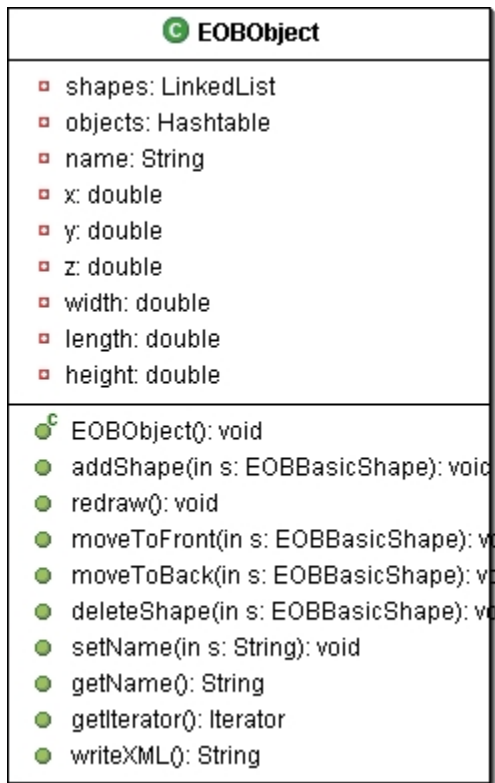 C EOBObject
shapes: LinkedList
objects: Hashtable
name: String
x: double
y: double
z: double
width: double
length: double
height: double
C EOBObject(): void
addShape(in s: EOBBasicShape): void
redraw(): void
moveToFront(in s: EOBBasicShape): v
moveToBack(in s: EOBBasicShape): v
deleteShape(in s: EOBBasicShape): vo
setName(in s: String): void
getName(): String
getIterator(): Iterator
writeXML(): String